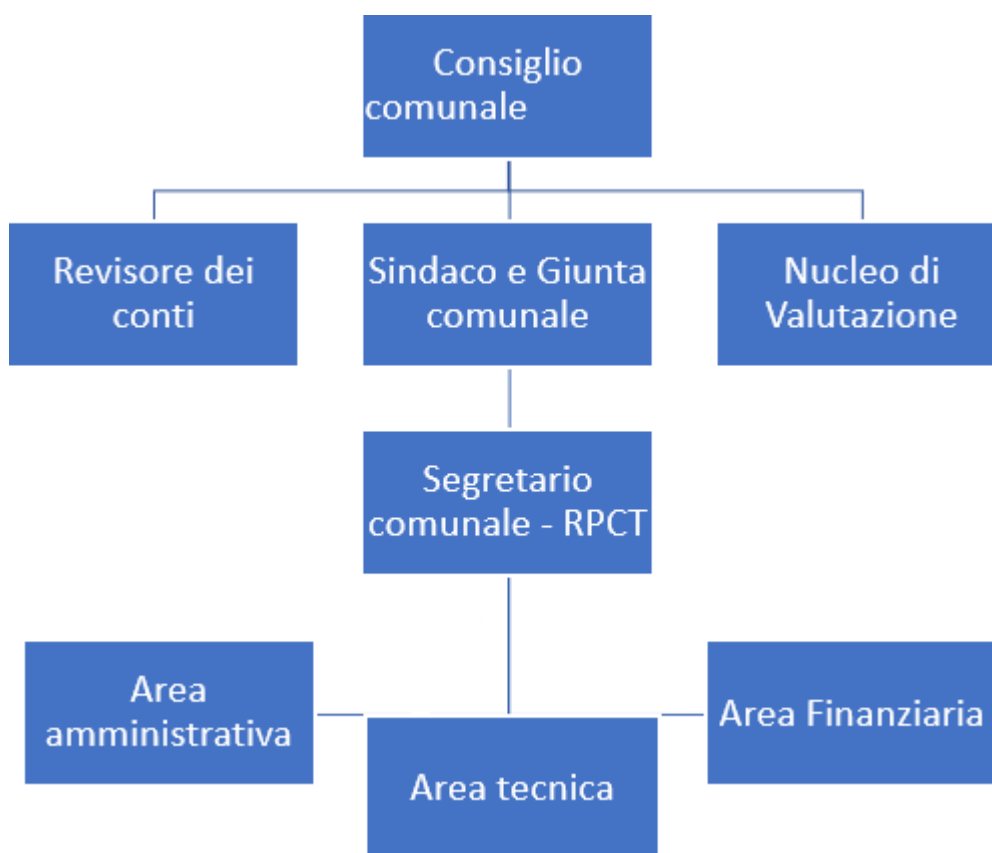 Consiglio
comunale
Revisore dei
conti
Sindaco e Giunta
comunale
Nucleo di
Valutazione
Segretario
comunale - RPCT
Area
amministrativa
Area tecnica
Area Finanziaria